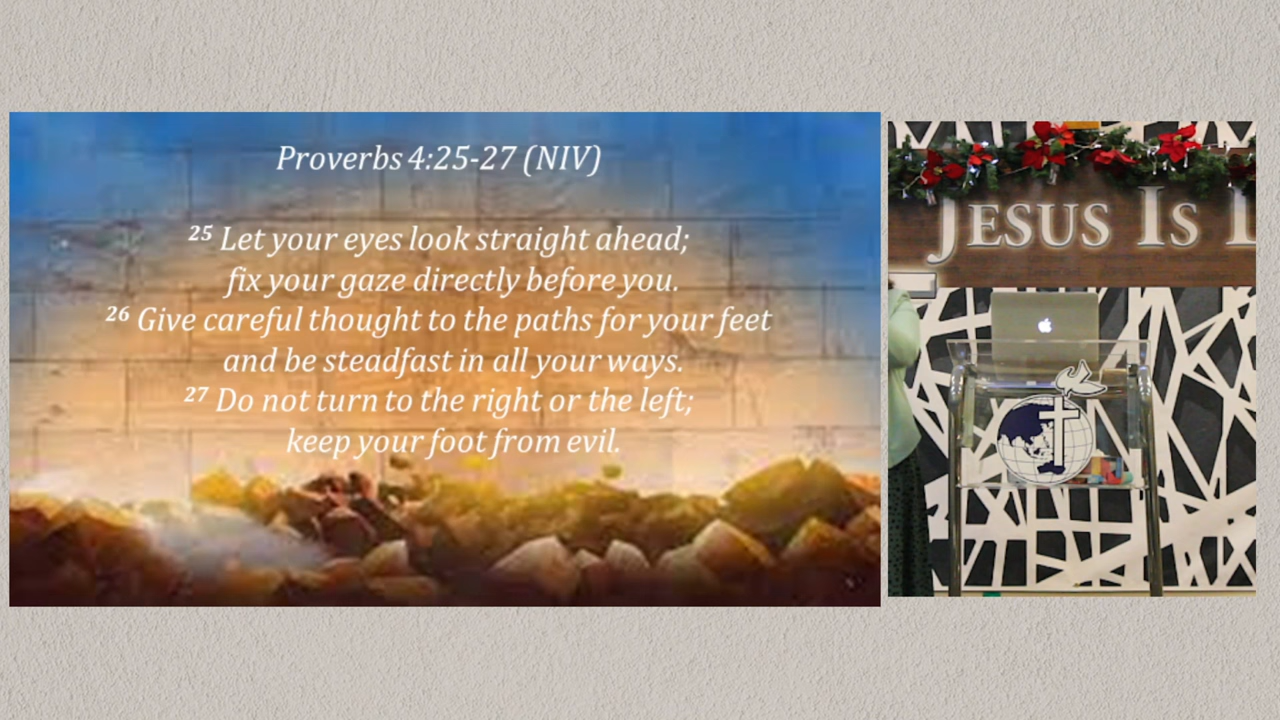 Proverbs 4:25-27 (NIV)
25 Let your eyes look straight ahead;
fix your gaze directly before you.
26 Give careful thought to the paths for your feet
and be steadfast in all your ways.
27 Do not turn to the right or the left;
keep your foot from evil.
JESUS IS L